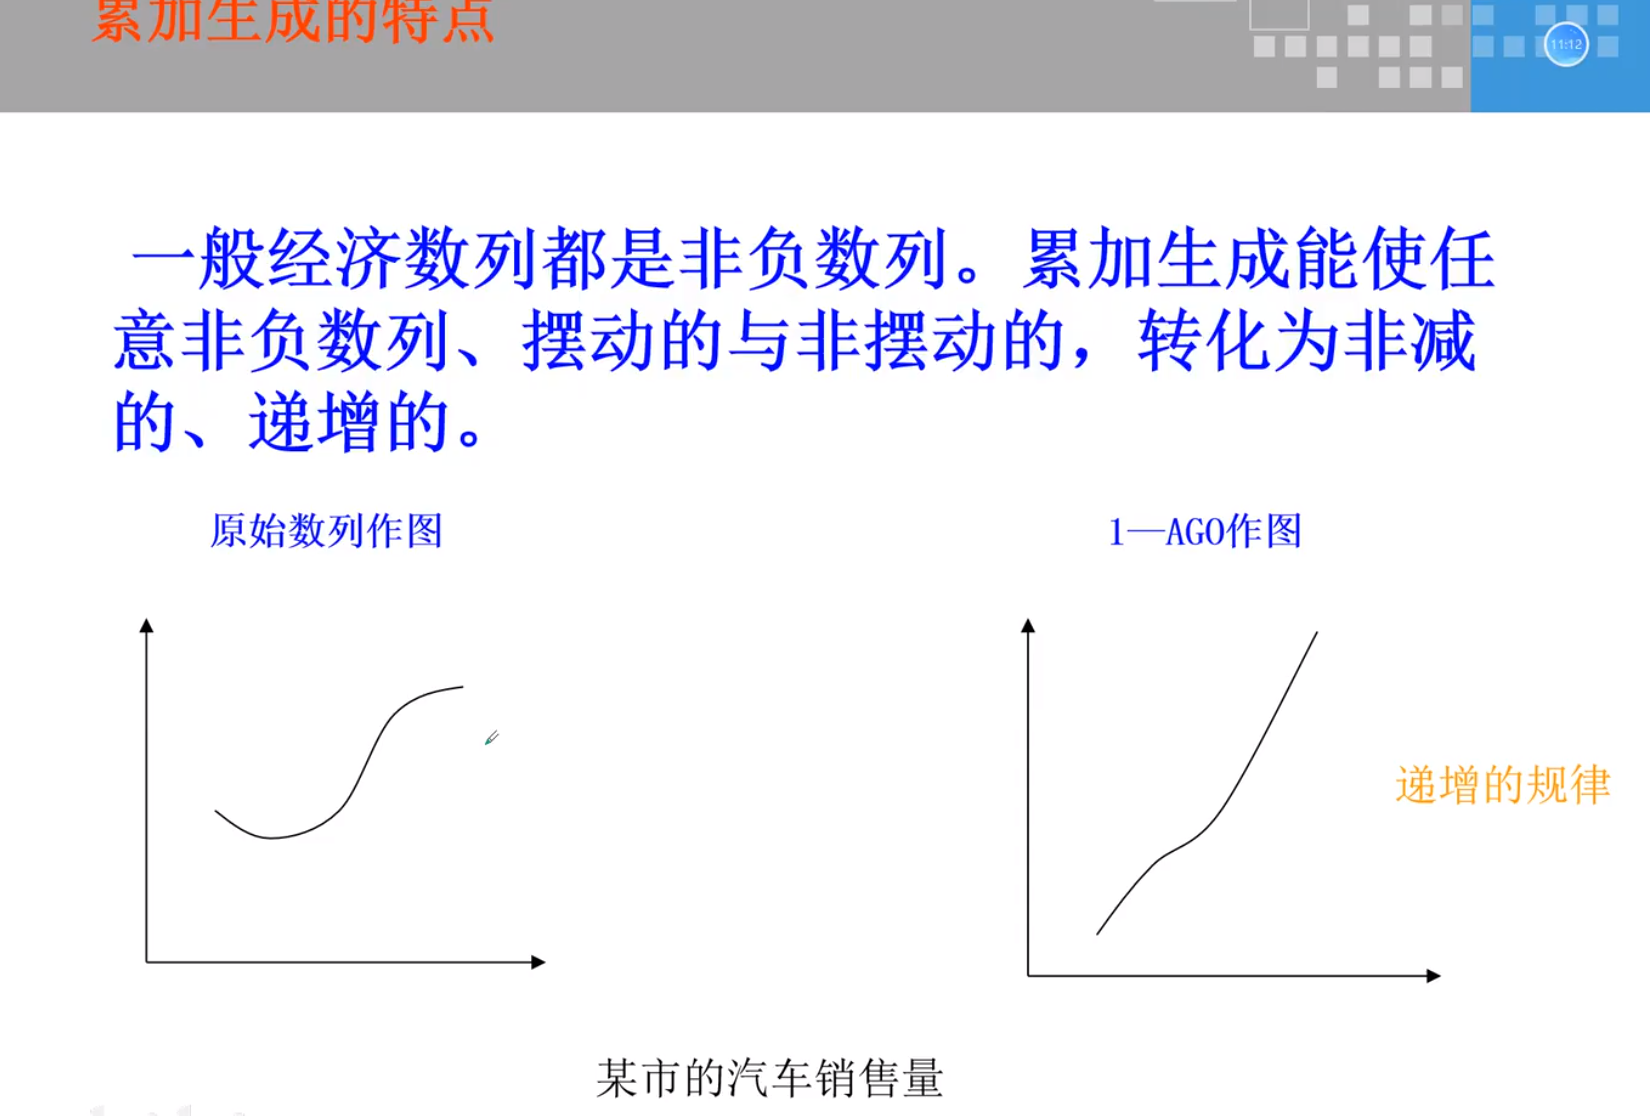 累加生成的特点
11:12
一般经济数列都是非负数列。累加生成能使任
意非负数列、摆动的与非摆动的，转化为非减
的、递增的。
原始数列作图
1—AGO作图
递增的规律
某市的汽车销售量